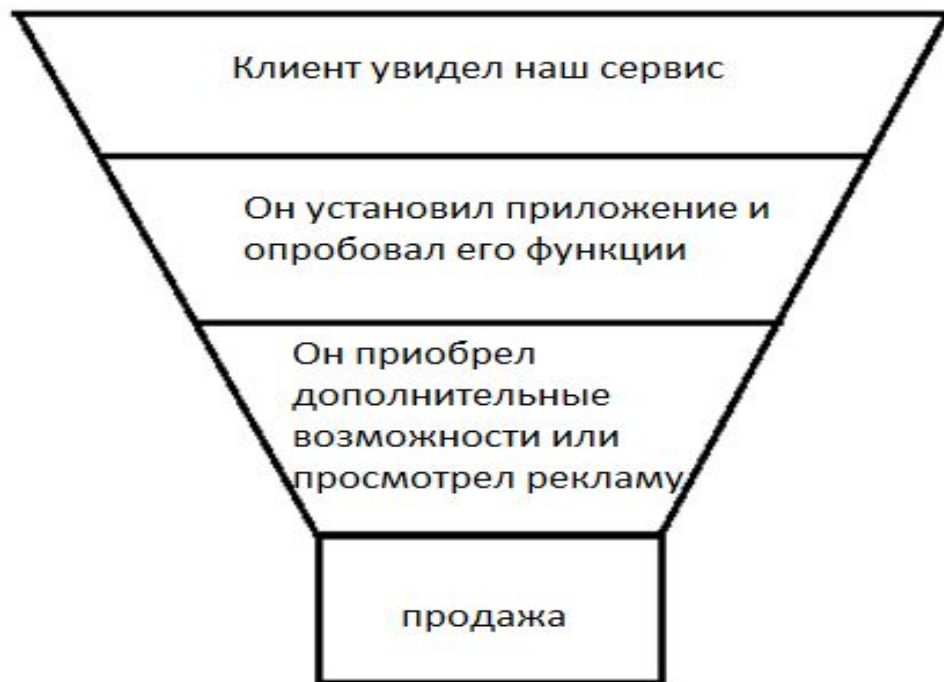 Клиент увидел наш сервис
Он установил приложение и
опробовал его функции
Он приобрел
дополнительные
возможности или
просмотрел рекламу
продажа